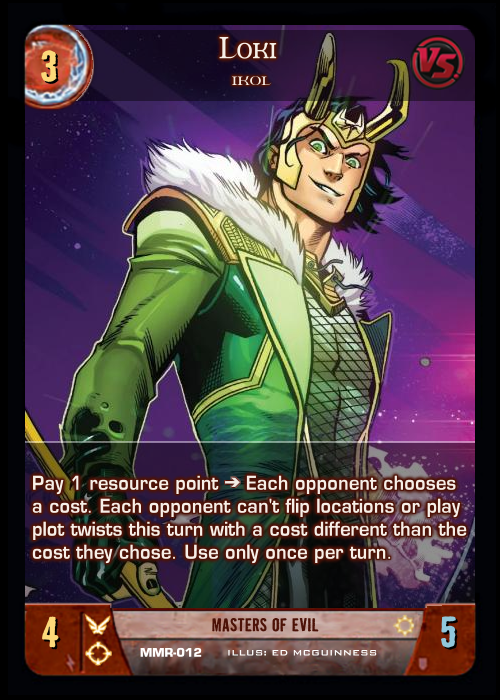 3
LOKI
IKOL
VS.
Pay 1 resource point ➔ Each opponent chooses
a cost. Each opponent can't flip locations or play
plot twists this turn with a cost different than the
cost they chose. Use only once per turn.
4
MASTERS OF EVIL
5
MMR-012 ILLUS: ED MCGUINNESS